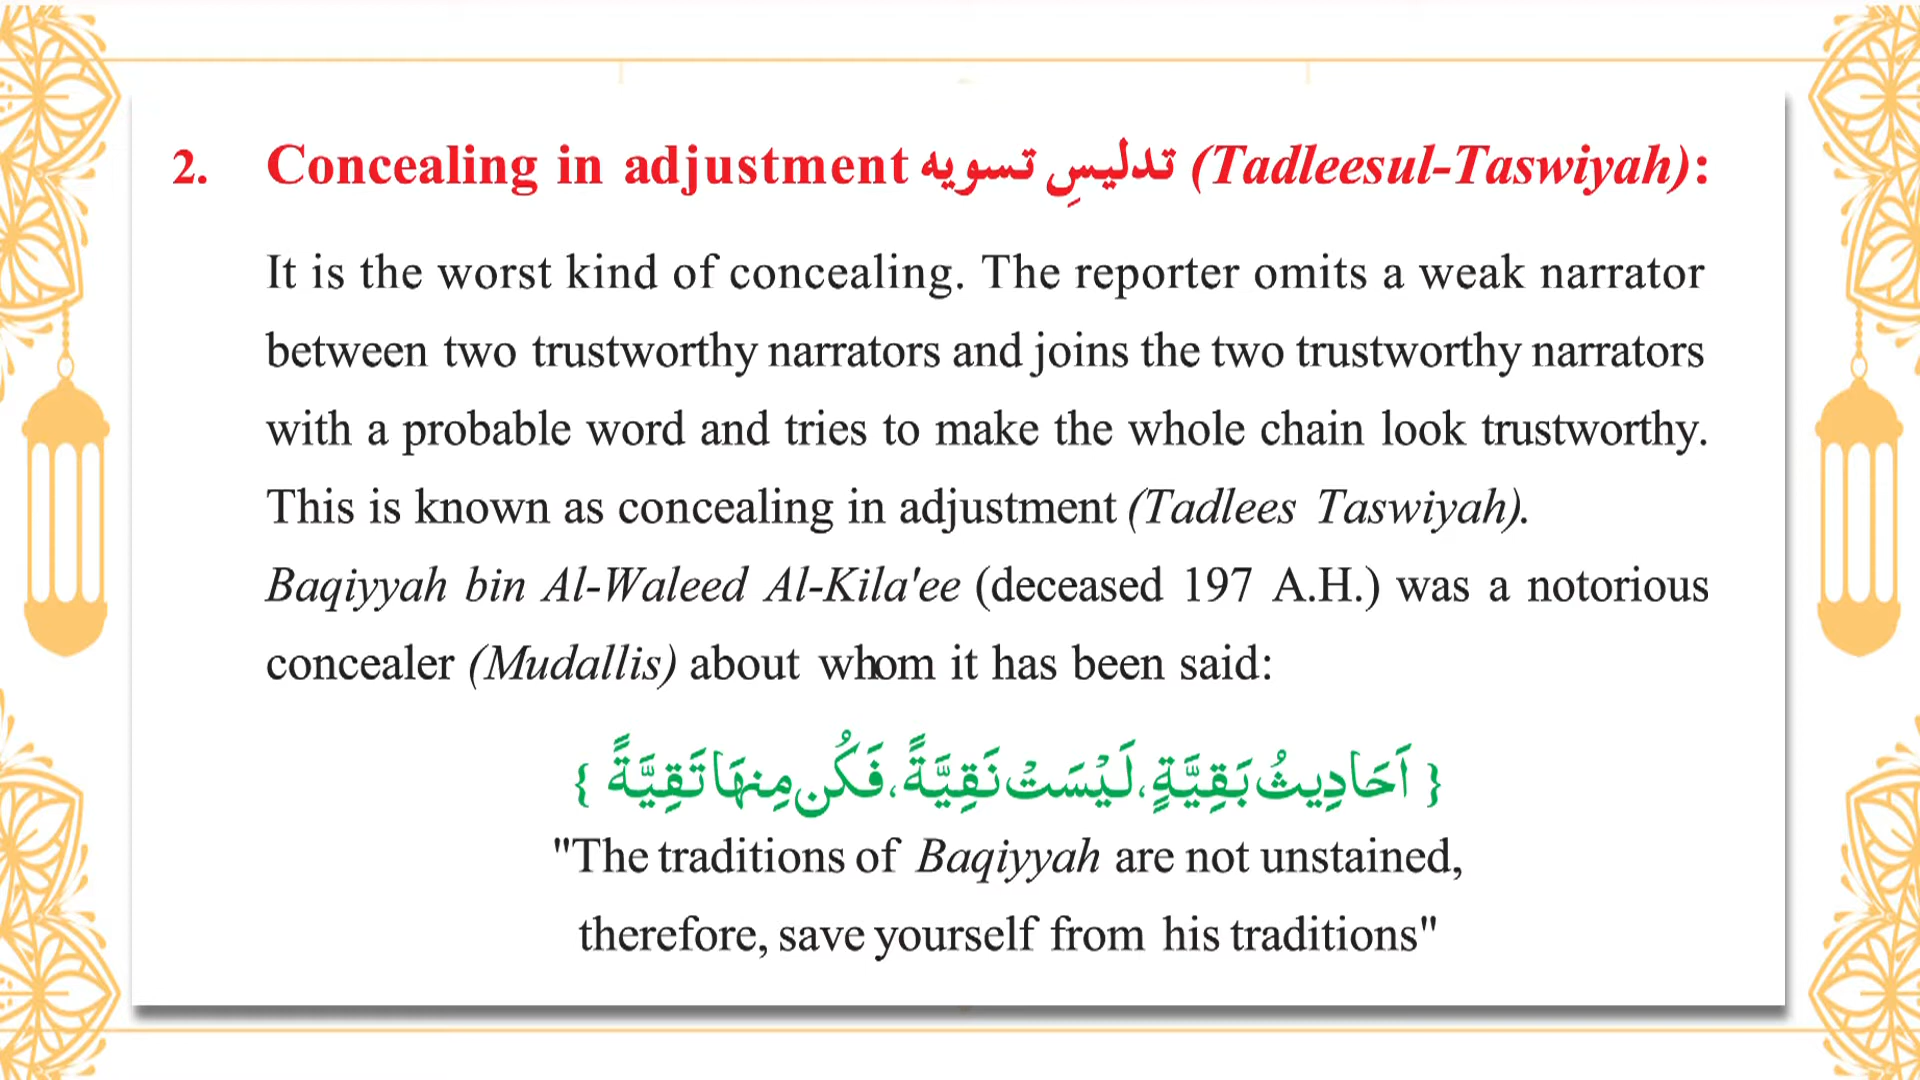 2. Concealing in adjustment تدلیسِ تسویہ (Tadleesul-Taswiyah):
It is the worst kind of concealing. The reporter omits a weak narrator
between two trustworthy narrators and joins the two trustworthy narrators
with a probable word and tries to make the whole chain look trustworthy.
This is known as concealing in adjustment (Tadlees Taswiyah).
Baqiyyah bin Al-Waleed Al-Kila'ee (deceased 197 A.H.) was a notorious
concealer (Mudallis) about whom it has been said:
{ اَحَادِيثُ بَقِيَّةٍ، لَيْسَتْ نَقِيَّةً، فَكُن مِنهَا تَقِيَّةً }
"The traditions of Baqiyyah are not unstained,
therefore, save yourself from his traditions"